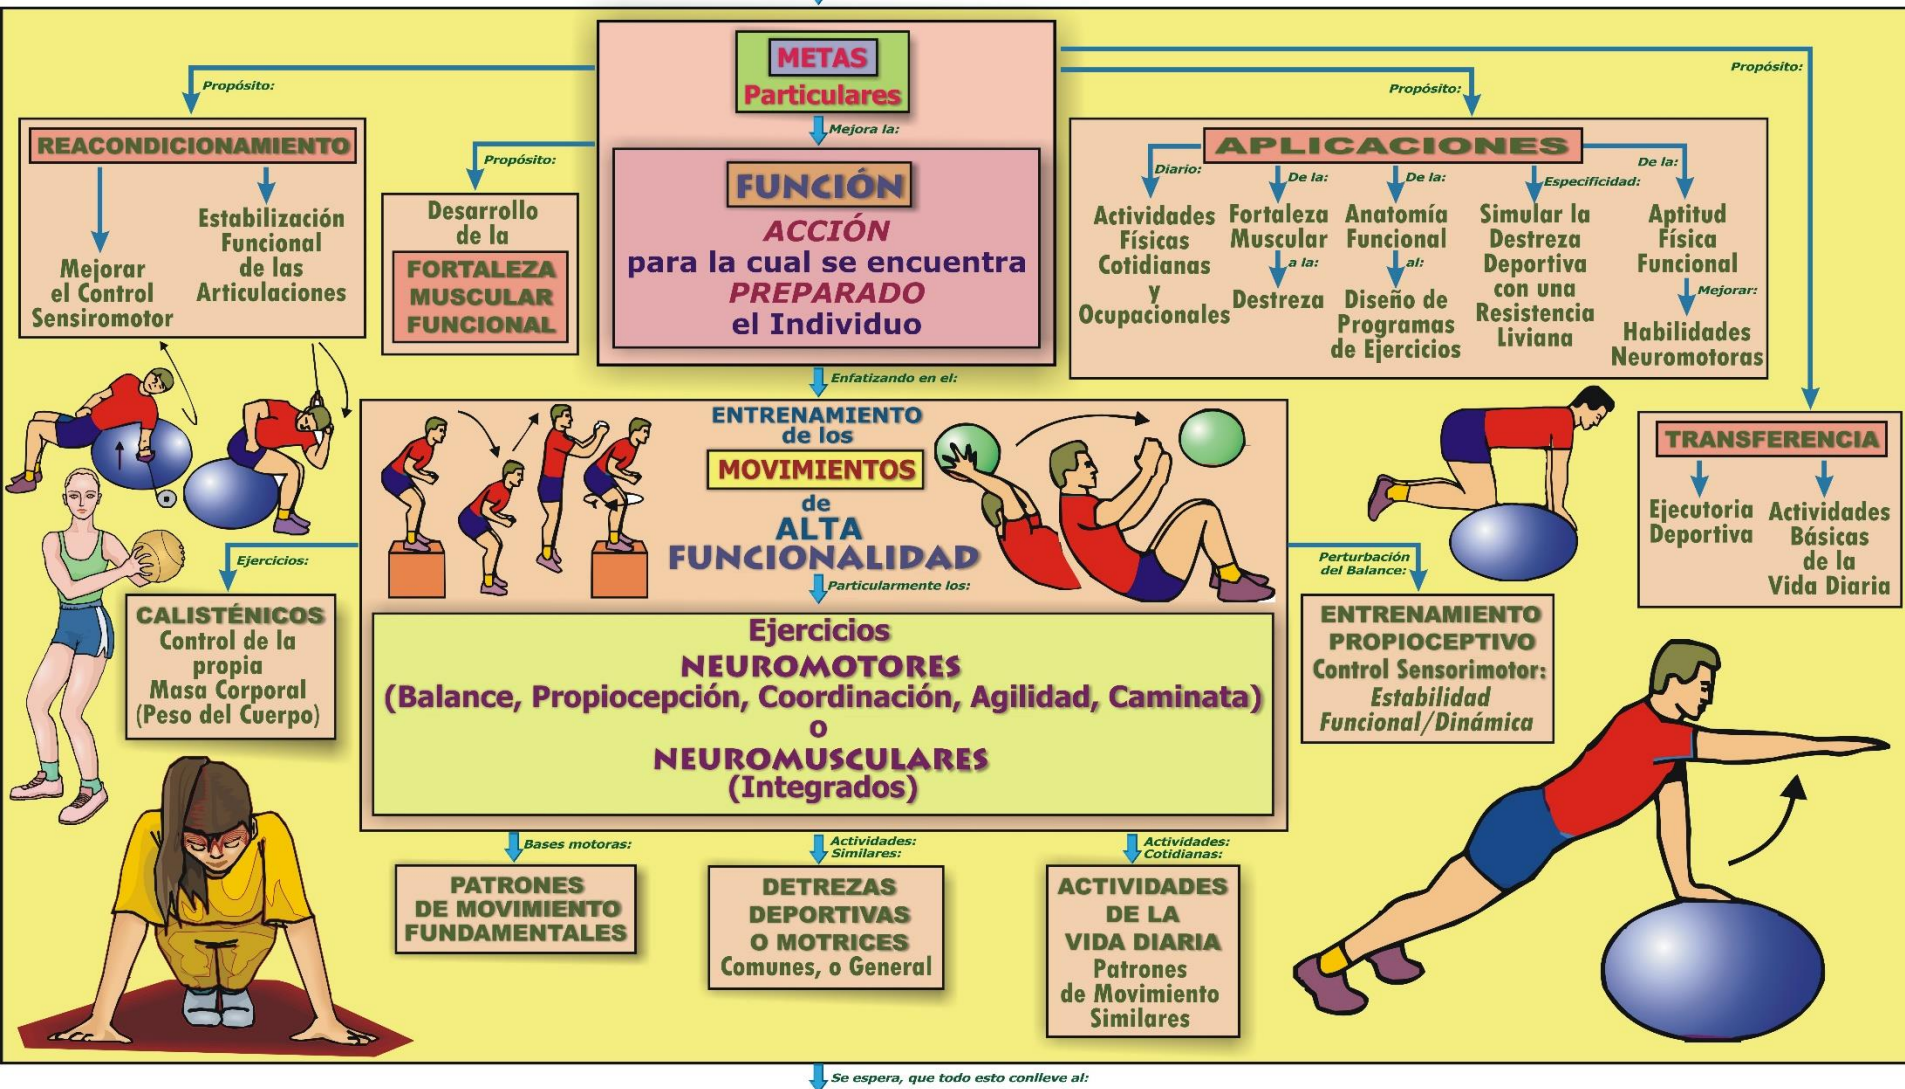 METAS
Particulares
Mejora la:
FUNCIÓN
ACCIÓN
para la cual se encuentra
PREPARADO
el Individuo
Propósito:
REACONDICIONAMIENTO
Mejorar
el Control
Sensiromotor
Estabilización
Funcional
de las
Articulaciones
Propósito:
Desarrollo
de la
FORTALEZA
MUSCULAR
FUNCIONAL
Propósito:
APLICACIONES
Diario:
Actividades
Físicas
Cotidianas
y
Ocupacionales
De la:
Fortaleza
Muscular
a la:
Destreza
De la:
Anatomía
Funcional
al:
Diseño de
Programas
de Ejercicios
Especificidad:
Simular la
Destreza
Deportiva
con una
Resistencia
Liviana
De la:
Aptitud
Física
Funcional
Mejorar:
Habilidades
Neuromotoras
Propósito:
TRANSFERENCIA
Ejecutoria
Deportiva
Actividades
Básicas
de la
Vida Diaria
Enfatizando en el:
ENTRENAMIENTO
de los
MOVIMIENTOS
de
ALTA
FUNCIONALIDAD
Particularmente los:
Ejercicios
NEUROMOTORES
(Balance, Propiocepción, Coordinación, Agilidad, Caminata)
o
NEUROMUSCULARES
(Integrados)
Ejercicios:
CALISTÉNICOS
Control de la
propia
Masa Corporal
(Peso del Cuerpo)
Perturbación
del Balance:
ENTRENAMIENTO
PROPIOCEPTIVO
Control Sensorimotor:
Estabilidad
Funcional/Dinámica
Bases motoras:
PATRONES
DE MOVIMIENTO
FUNDAMENTALES
Actividades:
Similares:
DETREZAS
DEPORTIVAS
O MOTRICES
Comunes, o General
Actividades:
Cotidianas:
ACTIVIDADES
DE LA
VIDA DIARIA
Patrones
de Movimiento
Similares
Se espera, que todo esto conlleve al: